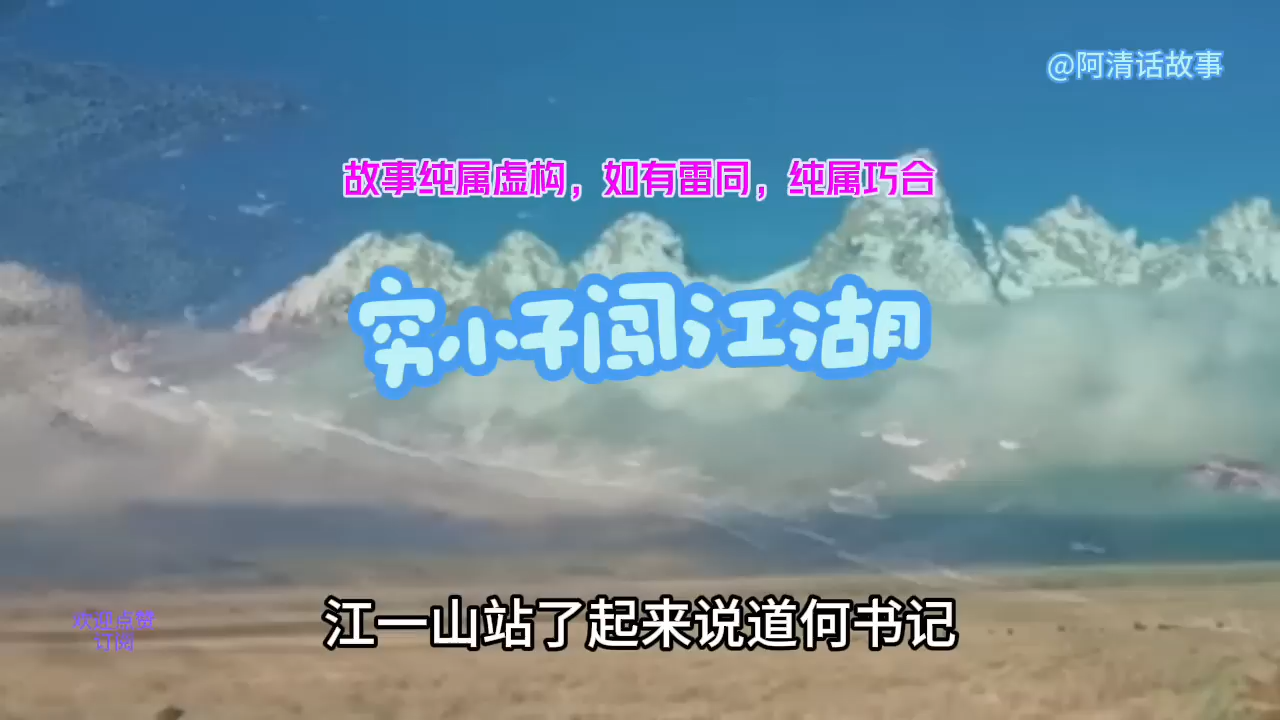 @阿清话故事
故事纯属虚构，如有雷同，纯属巧合
穷小子闯江湖
欢迎点赞
订阅
江一山站了起来说道何书记